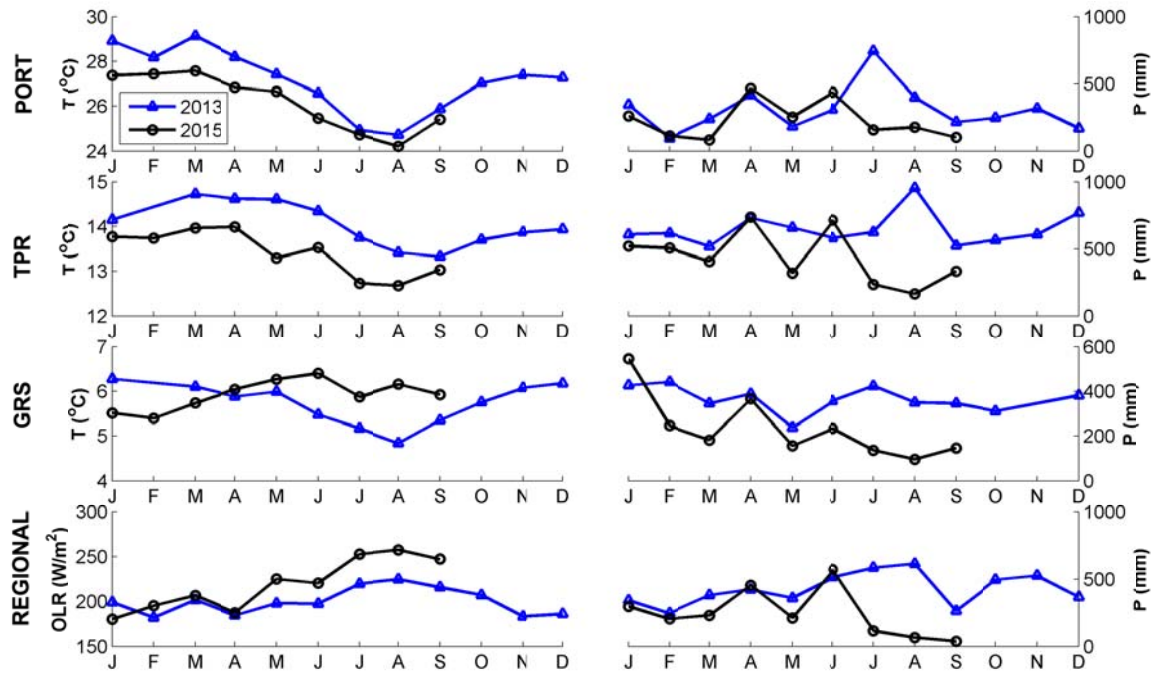 PORT
T (°C)
30
28
26
24
2013
2015
J F M A M J J A S O N D
1000
500
0
P (mm)
J F M A M J J A S O N D
TPR
T (°C)
15
14
13
12
J F M A M J J A S O N D
1000
500
0
P (mm)
J F M A M J J A S O N D
GRS
T (°C)
7
6
5
4
J F M A M J J A S O N D
600
400
200
0
P (mm)
J F M A M J J A S O N D
REGIONAL
OLR (W/m²)
300
250
200
150
J F M A M J J A S O N D
1000
500
0
P (mm)
J F M A M J J A S O N D